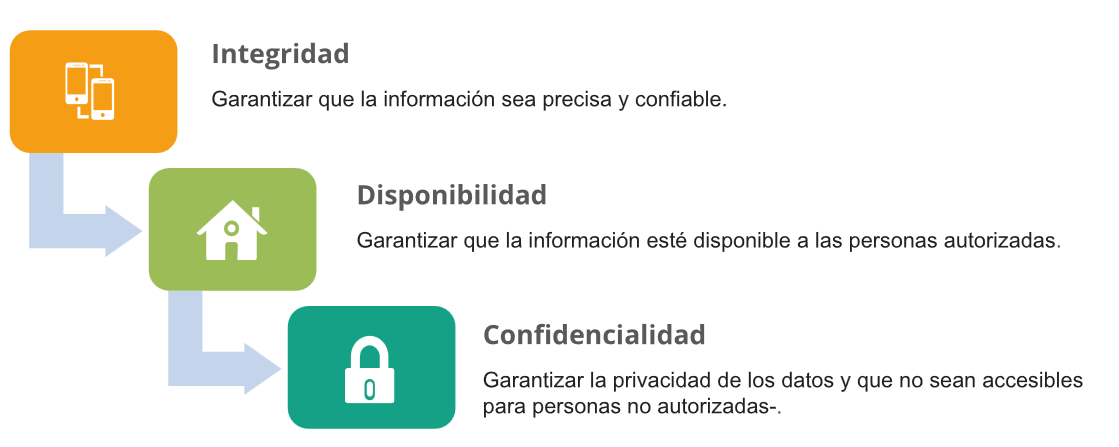 Integridad
Garantizar que la información sea precisa y confiable.
Disponibilidad
Garantizar que la información esté disponible a las personas autorizadas.
Confidencialidad
Garantizar la privacidad de los datos y que no sean accesibles
para personas no autorizadas-.